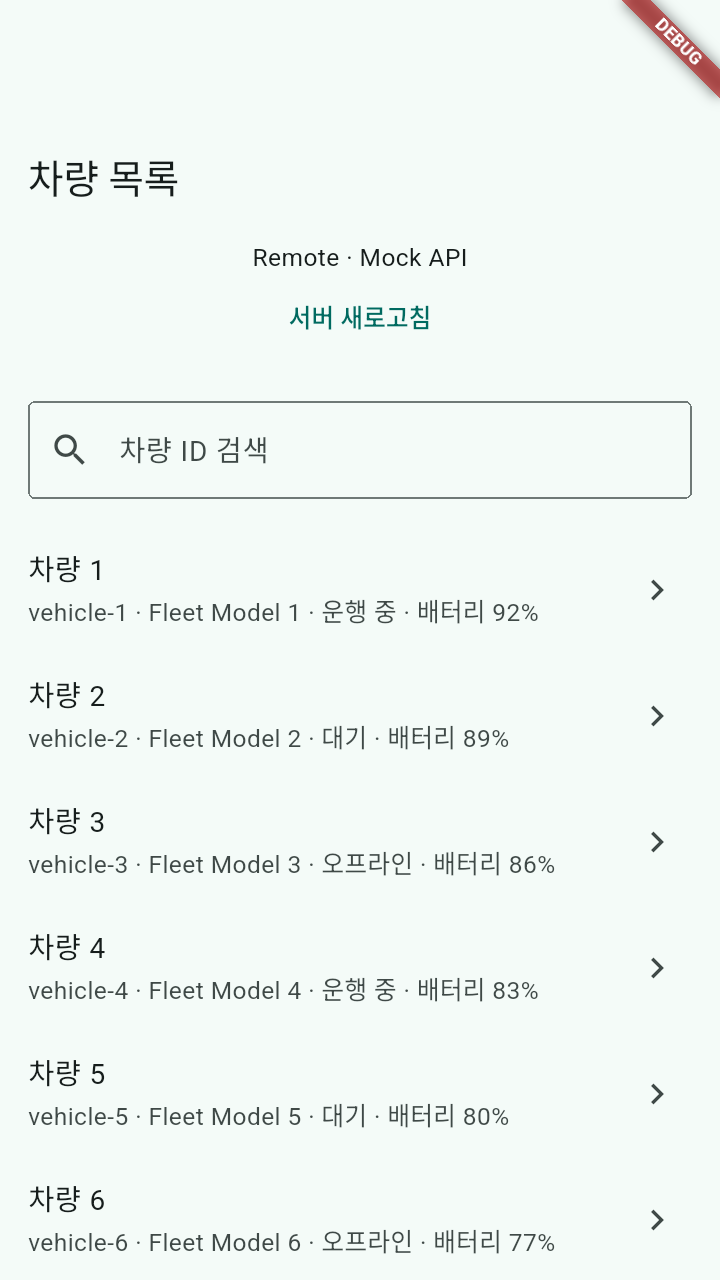 DEBUG
차량 목록
Remote · Mock API
서버 새로고침
차량 ID 검색
차량 1
vehicle-1 · Fleet Model 1 · 운행 중 · 배터리 92%
차량 2
vehicle-2 · Fleet Model 2 · 대기 · 배터리 89%
차량 3
vehicle-3 · Fleet Model 3 · 오프라인 · 배터리 86%
차량 4
vehicle-4 · Fleet Model 4 · 운행 중 · 배터리 83%
차량 5
vehicle-5 · Fleet Model 5 · 대기 · 배터리 80%
차량 6
vehicle-6 · Fleet Model 6 · 오프라인 · 배터리 77%